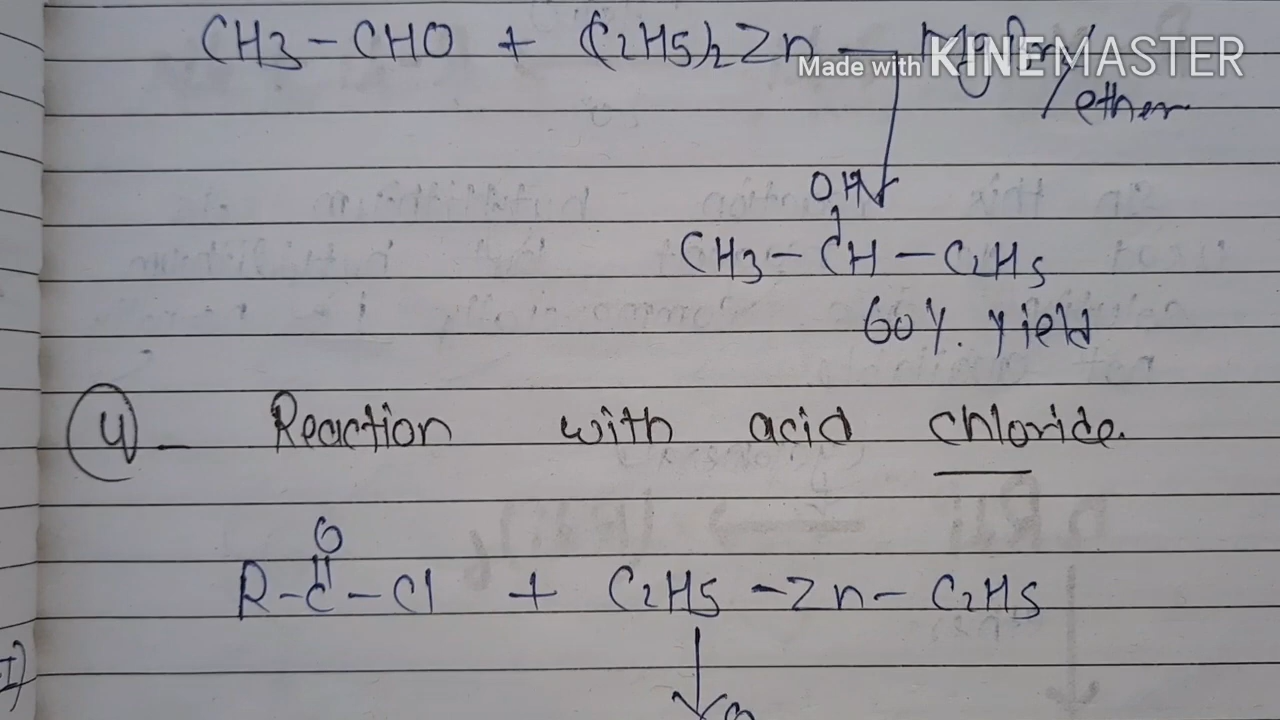 CH3-CHO + (C2H5)2Zn —
Made with KINEMASTER
ether
OH
CH3-CH-C2H5
60%. Yield
4 - Reaction with acid chloride.
O
R-C-Cl + C2H5-Zn-C2H5